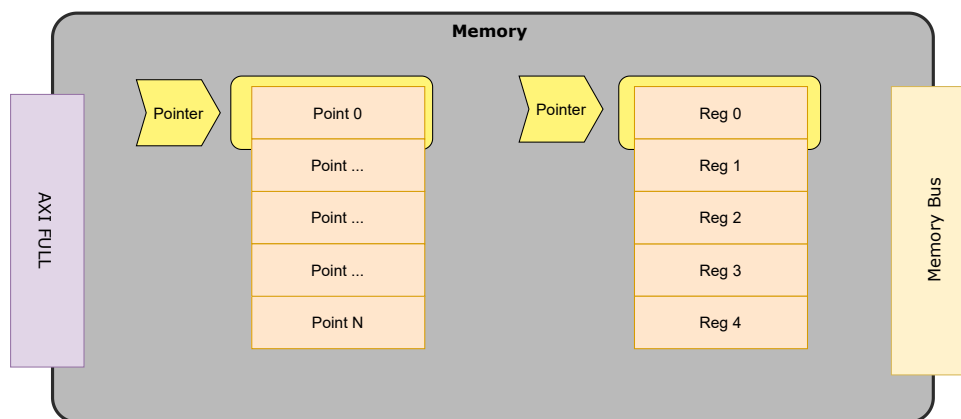 Memory
AXI FULL
Pointer
Point 0
Point ...
Point ...
Point ...
Point N
Pointer
Reg 0
Reg 1
Reg 2
Reg 3
Reg 4
Memory Bus